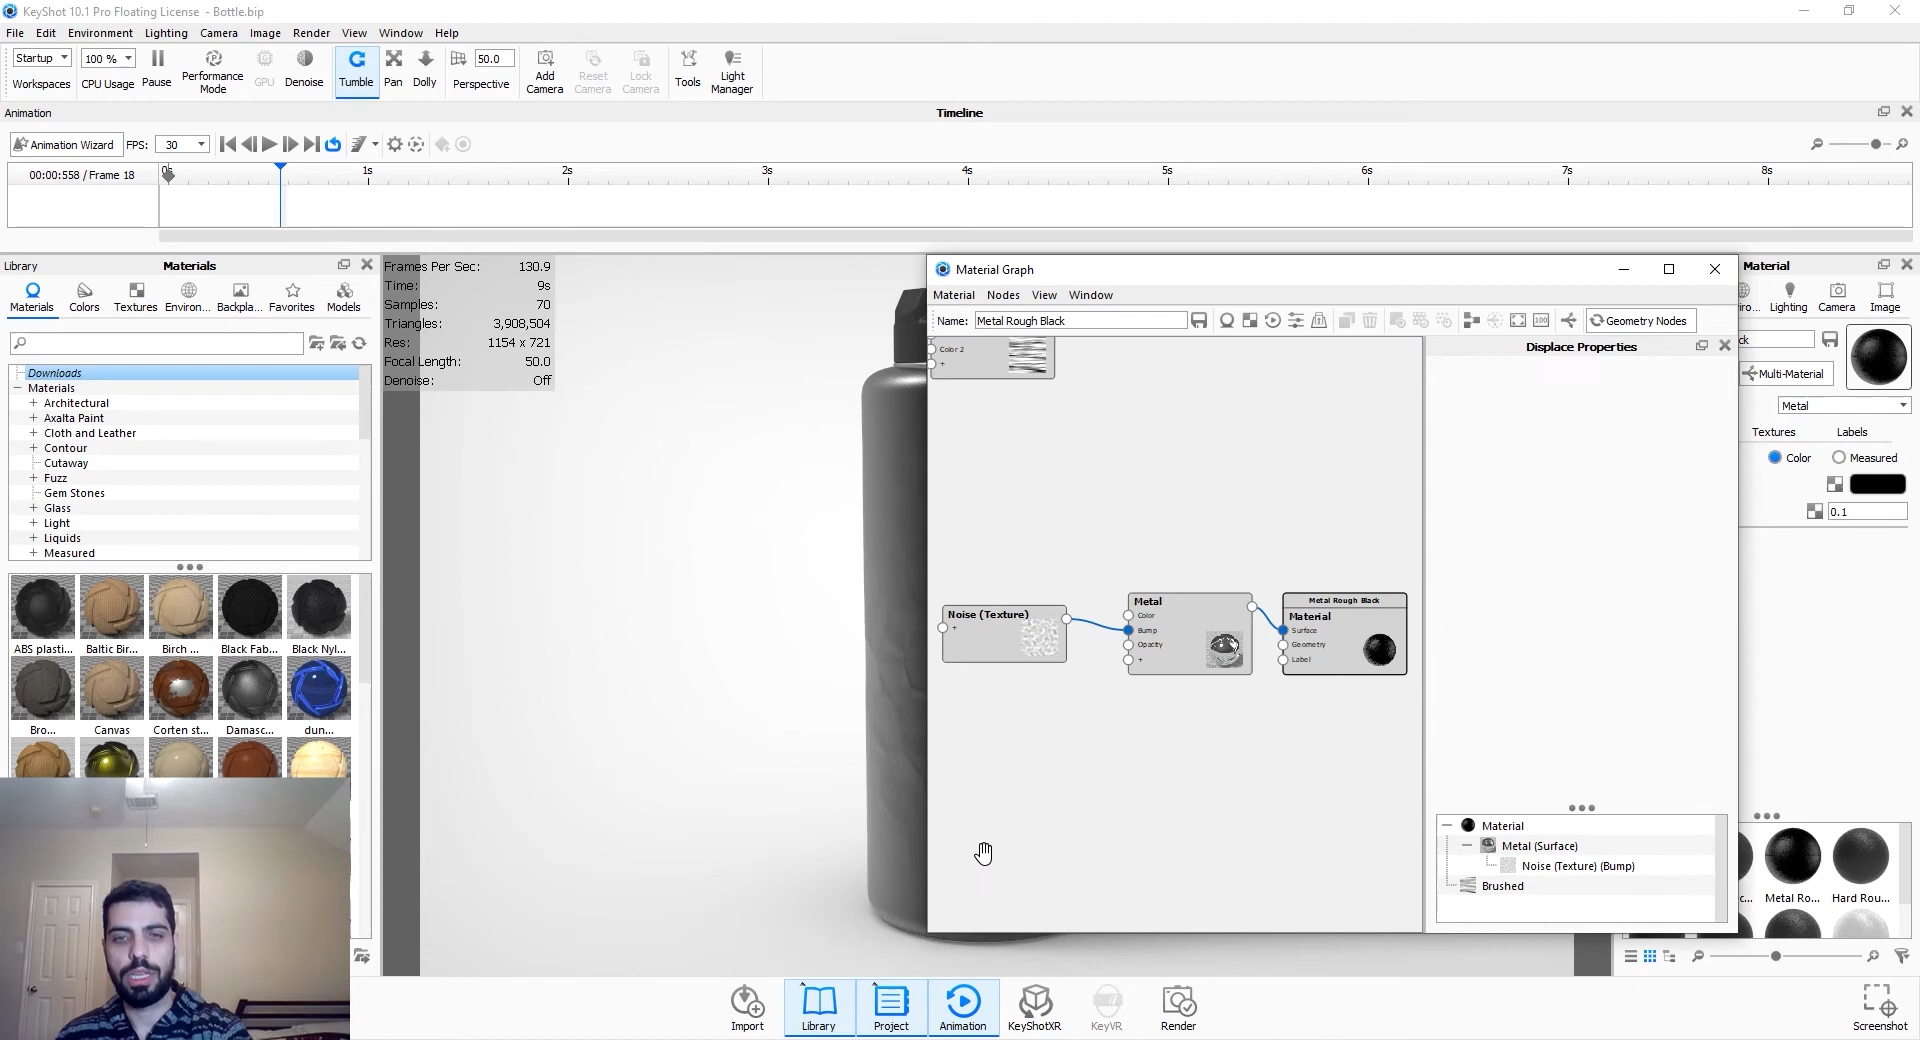 KeyShot 10.1 Pro Floating License - Bottle.bip
File Edit Environment Lighting Camera Image Render View Window Help
Startup 100 % 50.0
Workspaces CPU Usage Pause Performance Mode GPU Denoise Tumble Pan Dolly Perspective Add Camera Reset Camera Lock Camera Tools Light Manager
Animation Timeline
Animation Wizard FPS: 30
00:00:558 / Frame 18 0s 1s 2s 3s 4s 5s 6s 7s 8s
Library Materials
Materials Colors Textures Environ... Backpla... Favorites Models
Downloads
Materials
Architectural
Axalta Paint
Cloth and Leather
Contour
Cutaway
Fuzz
Gem Stones
Glass
Light
Liquids
Measured
ABS plasti... Baltic Bir... Birch ... Black Fab... Black Nyl...
Bro... Canvas Corten st... Damasc... dun...
Frames Per Sec: 130.9
Time: 9s
Samples: 70
Triangles: 3,908,504
Res: 1154 x 721
Focal Length: 50.0
Denoise: Off
Material Graph
Material Nodes View Window
Name: Metal Rough Black 100 Geometry Nodes
Color 2
+
Displace Properties
Noise (Texture)
+
Metal
Color
Bump
Opacity
+
Metal Rough Black
Material
Surface
Geometry
Label
Material
Metal (Surface)
Noise (Texture) (Bump)
Brushed
Material
iro... Lighting Camera Image
ck
Multi-Material
Metal
Textures Labels
Color Measured
0.1
c... Metal Ro... Hard Rou...
Import Library Project Animation KeyShotXR KeyVR Render Screenshot